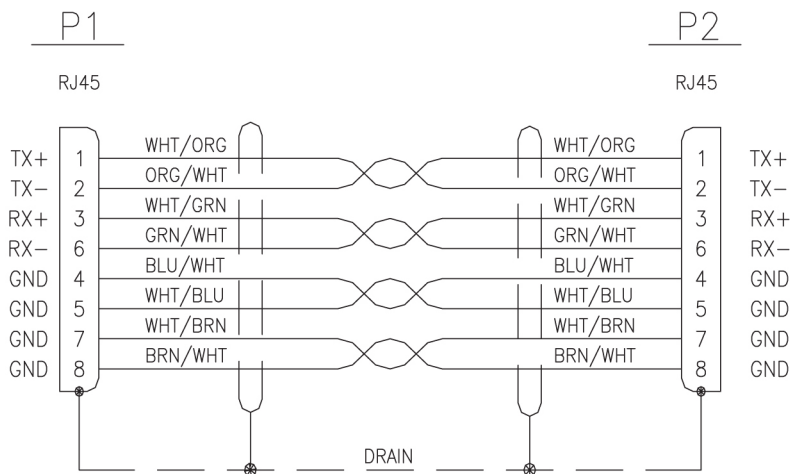 P1 P2
RJ45 RJ45
WHT/ORG WHT/ORG
TX+ 1 1 TX+
ORG/WHT ORG/WHT
TX- 2 2 TX-
WHT/GRN WHT/GRN
RX+ 3 3 RX+
GRN/WHT GRN/WHT
RX- 6 6 RX-
BLU/WHT BLU/WHT
GND 4 4 GND
WHT/BLU WHT/BLU
GND 5 5 GND
WHT/BRN WHT/BRN
GND 7 7 GND
BRN/WHT BRN/WHT
GND 8 8 GND
DRAIN